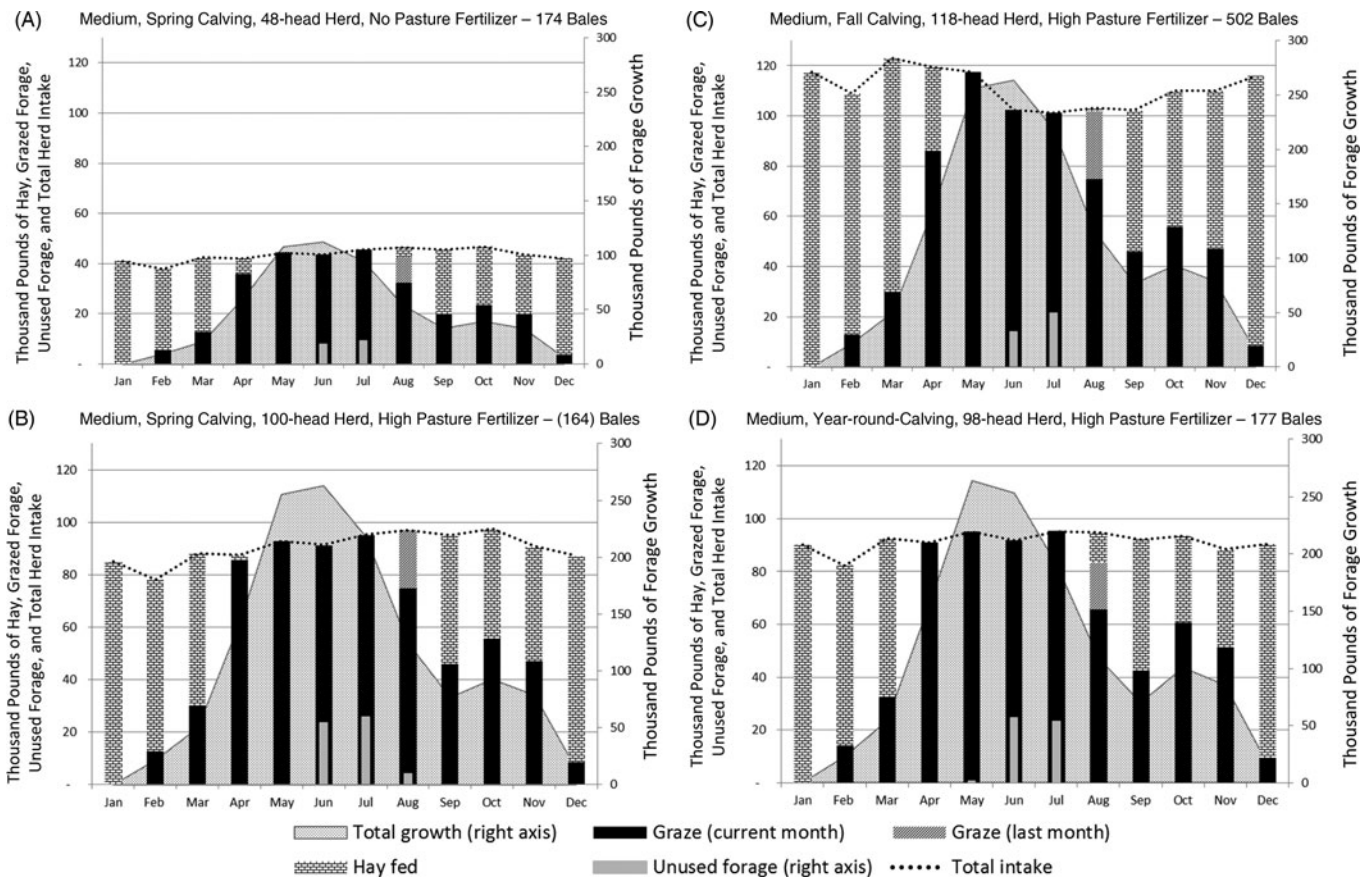 (A) Medium, Spring Calving, 48-head Herd, No Pasture Fertilizer – 174 Bales
Thousand Pounds of Hay, Grazed Forage,
Unused Forage, and Total Herd Intake
120
100
80
60
40
20
-
300
250
200
150
100
50
0
Thousand Pounds of Forage Growth
Jan Feb Mar Apr May Jun Jul Aug Sep Oct Nov Dec
(C) Medium, Fall Calving, 118-head Herd, High Pasture Fertilizer – 502 Bales
Thousand Pounds of Hay, Grazed Forage,
Unused Forage, and Total Herd Intake
120
100
80
60
40
20
-
300
250
200
150
100
50
0
Thousand Pounds of Forage Growth
Jan Feb Mar Apr May Jun Jul Aug Sep Oct Nov Dec
(B) Medium, Spring Calving, 100-head Herd, High Pasture Fertilizer – (164) Bales
Thousand Pounds of Hay, Grazed Forage,
Unused Forage, and Total Herd Intake
120
100
80
60
40
20
-
300
250
200
150
100
50
0
Thousand Pounds of Forage Growth
Jan Feb Mar Apr May Jun Jul Aug Sep Oct Nov Dec
(D) Medium, Year-round-Calving, 98-head Herd, High Pasture Fertilizer – 177 Bales
Thousand Pounds of Hay, Grazed Forage,
Unused Forage, and Total Herd Intake
120
100
80
60
40
20
-
300
250
200
150
100
50
0
Thousand Pounds of Forage Growth
Jan Feb Mar Apr May Jun Jul Aug Sep Oct Nov Dec
Total growth (right axis) Graze (current month) Graze (last month)
Hay fed Unused forage (right axis) Total intake